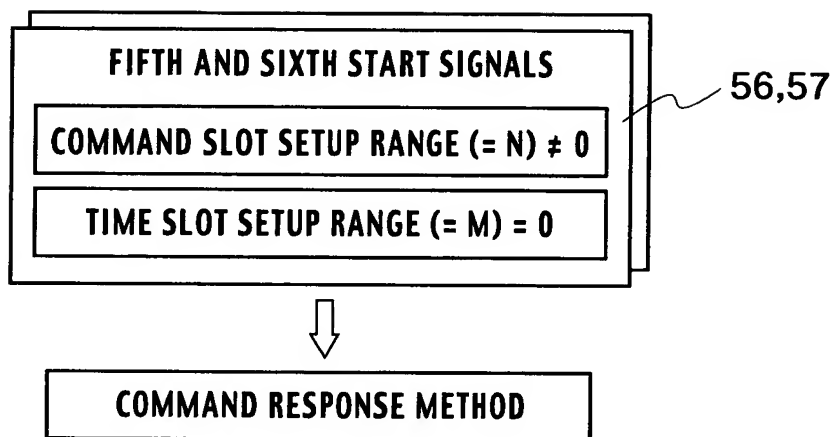 FIFTH AND SIXTH START SIGNALS
56,57
COMMAND SLOT SETUP RANGE (= N) ≠ 0
TIME SLOT SETUP RANGE (= M) = 0
COMMAND RESPONSE METHOD